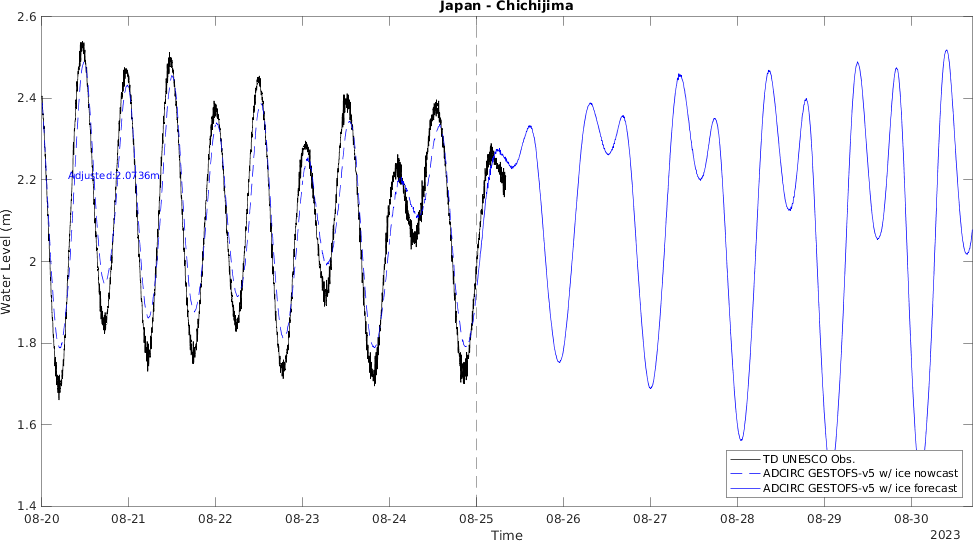 Japan - Chichijima
2.6
2.4
2.2
2
1.8
1.6
1.4
Water Level (m)
Adjusted:2.0736m
TD UNESCO Obs.
ADCIRC GESTOFS-v5 w/ ice nowcast
ADCIRC GESTOFS-v5 w/ ice forecast
08-20 08-21 08-22 08-23 08-24 08-25 08-26 08-27 08-28 08-29 08-30
Time
2023